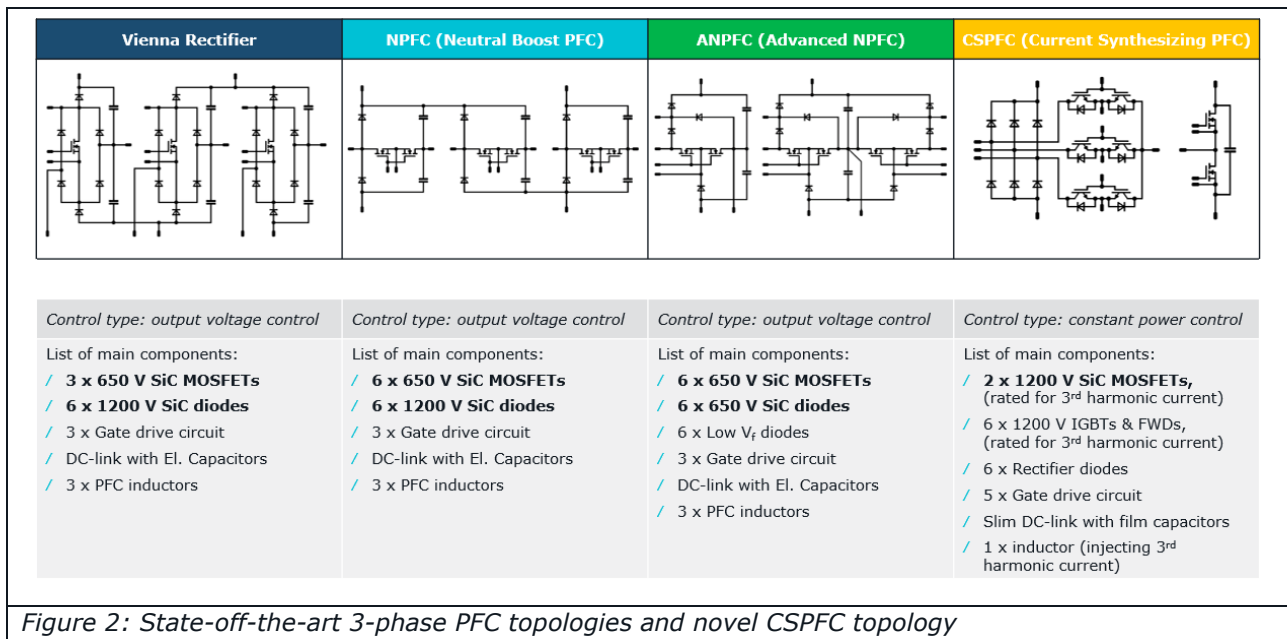 Vienna Rectifier
NPFC (Neutral Boost PFC)
ANPFC (Advanced NPFC)
CSPFC (Current Synthesizing PFC)
Control type: output voltage control
List of main components:
/ 3 x 650 V SiC MOSFETs
/ 6 x 1200 V SiC diodes
/ 3 x Gate drive circuit
/ DC-link with El. Capacitors
/ 3 x PFC inductors
Control type: output voltage control
List of main components:
/ 6 x 650 V SiC MOSFETs
/ 6 x 1200 V SiC diodes
/ 3 x Gate drive circuit
/ DC-link with El. Capacitors
/ 3 x PFC inductors
Control type: output voltage control
List of main components:
/ 6 x 650 V SiC MOSFETs
/ 6 x 650 V SiC diodes
/ 6 x Low Vf diodes
/ 3 x Gate drive circuit
/ DC-link with El. Capacitors
/ 3 x PFC inductors
Control type: constant power control
List of main components:
/ 2 x 1200 V SiC MOSFETs,
(rated for 3rd harmonic current)
/ 6 x 1200 V IGBTs & FWDs,
(rated for 3rd harmonic current)
/ 6 x Rectifier diodes
/ 5 x Gate drive circuit
/ Slim DC-link with film capacitors
/ 1 x inductor (injecting 3rd
harmonic current)
Figure 2: State-off-the-art 3-phase PFC topologies and novel CSPFC topology